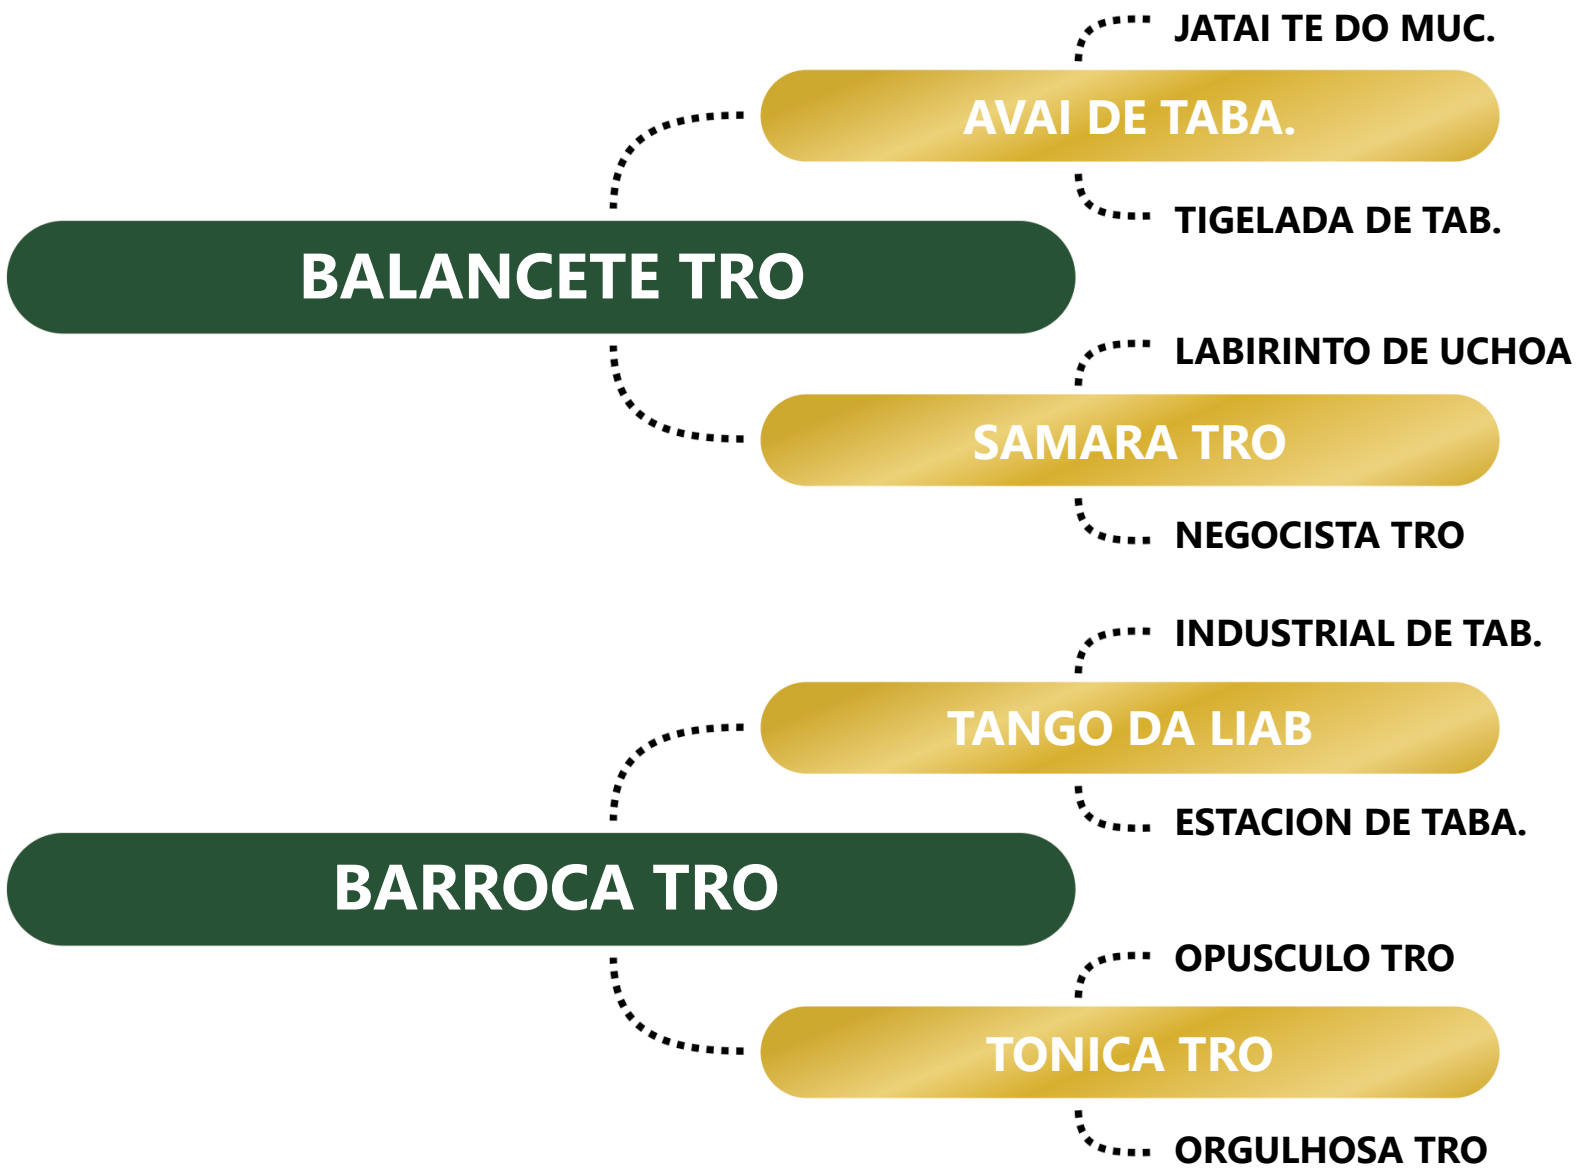 JATAI TE DO MUC.
AVAI DE TABA.
TIGELADA DE TAB.
BALANCETE TRO
LABIRINTO DE UCHOA
SAMARA TRO
NEGOCISTA TRO
INDUSTRIAL DE TAB.
TANGO DA LIAB
ESTACION DE TABA.
BARROCA TRO
OPUSCULO TRO
TONICA TRO
ORGULHOSA TRO